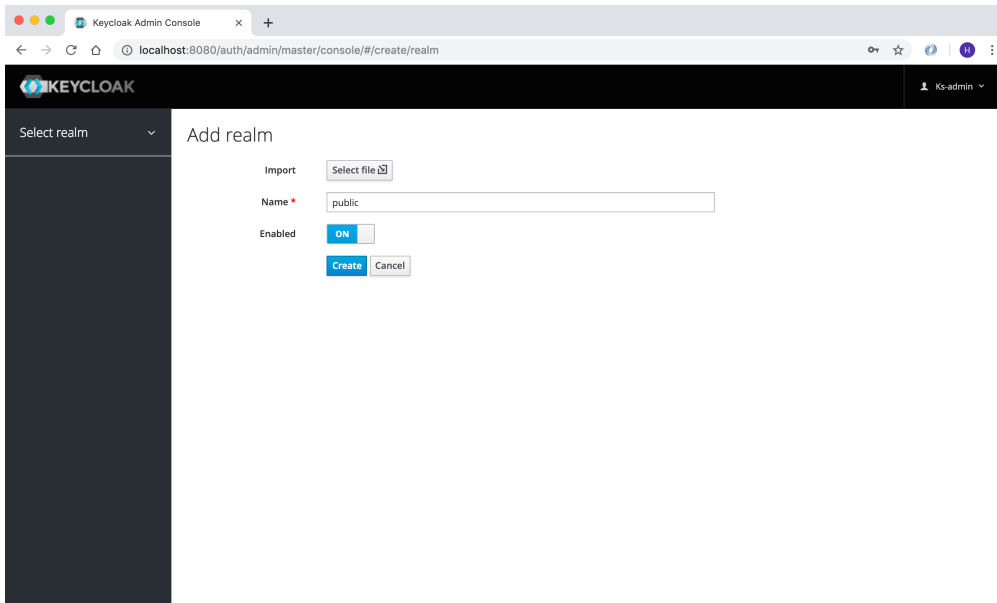 Keycloak Admin Console
localhost:8080/auth/admin/master/console/#/create/realm
H
KEYCLOAK
Ks-admin
Select realm
Add realm
Import Select file
Name * public
Enabled ON
Create Cancel